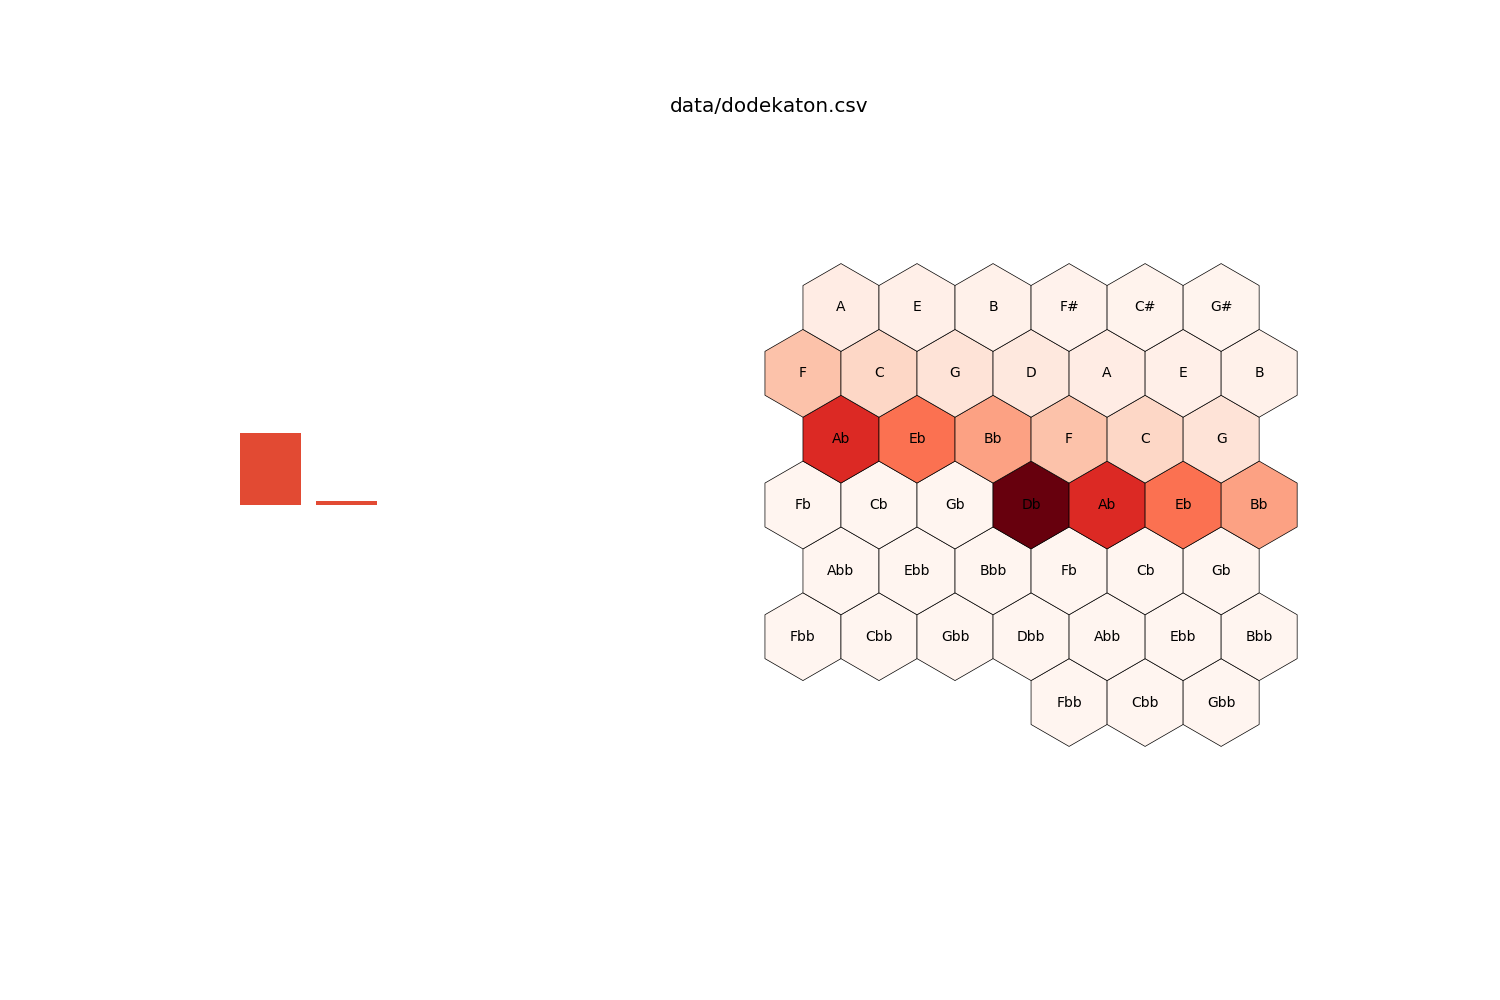 data/dodekaton.csv
A E B F# C# G#
F C G D A E B
Ab Eb Bb F C G
Fb Cb Gb Db Ab Eb Bb
Abb Ebb Bbb Fb Cb Gb
Fbb Cbb Gbb Dbb Abb Ebb Bbb
Fbb Cbb Gbb